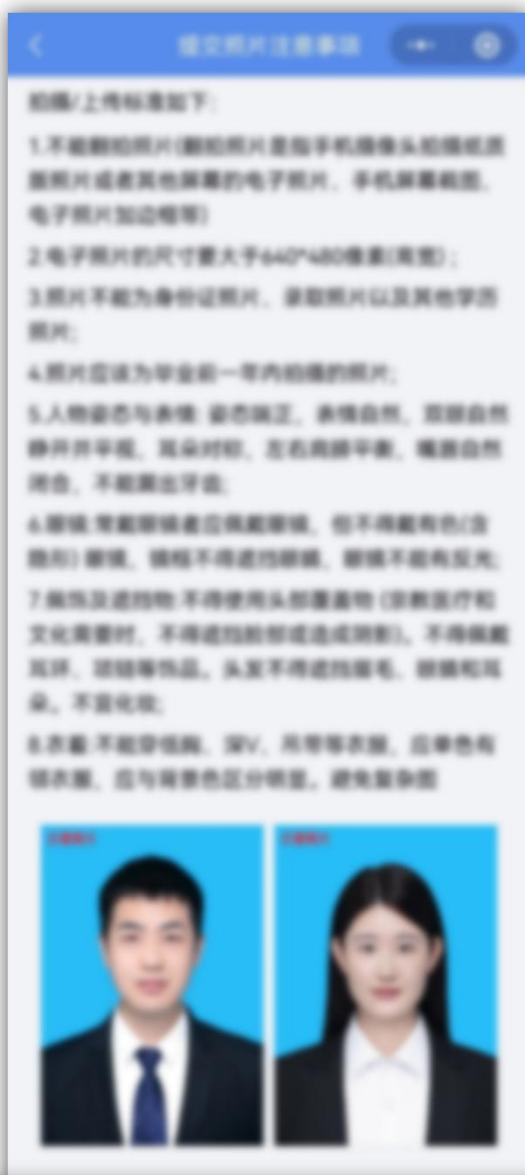 提交照片注意事项
拍摄/上传标准如下：
1.不能翻拍照片(翻拍照片是指手机摄像头拍摄纸质
版照片或者其他屏幕的电子照片、手机屏幕截图、
电子照片加边框等)
2.电子照片的尺寸要大于640*480像素(高宽)；
3.照片不能为身份证照片、录取照片以及其他学历
照片;
4.照片应该为毕业前一年内拍摄的照片;
5.人物姿态与表情: 姿态端正，表情自然，双眼自然
睁开并平视，耳朵对称，左右肩膀平衡，嘴唇自然
闭合，不能露出牙齿;
6.眼镜:常戴眼镜者应佩戴眼镜，但不得戴有色(含
隐形) 眼镜，镜框不得遮挡眼睛，眼镜不能有反光;
7.佩饰及遮挡物:不得使用头部覆盖物 (宗教医疗和
文化需要时，不得遮挡脸部或造成阴影)。不得佩戴
耳环、项链等饰品。头发不得遮挡眉毛、眼睛和耳
朵。不宜化妆;
8.衣着:不能穿低胸、深V、吊带等衣服，应单色有
领衣服，应与背景色区分明显。避免复杂图